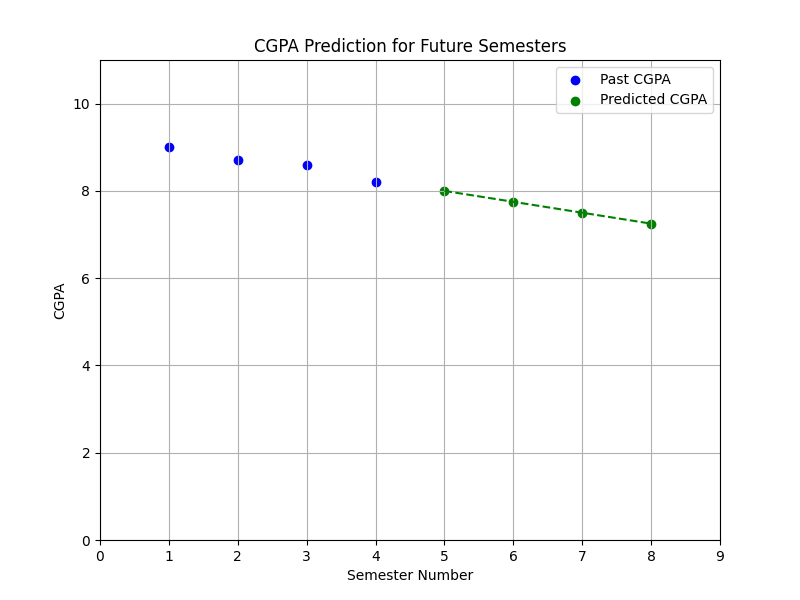 CGPA Prediction for Future Semesters
Past CGPA
Predicted CGPA
10
8
6
4
2
0
CGPA
0 1 2 3 4 5 6 7 8 9
Semester Number